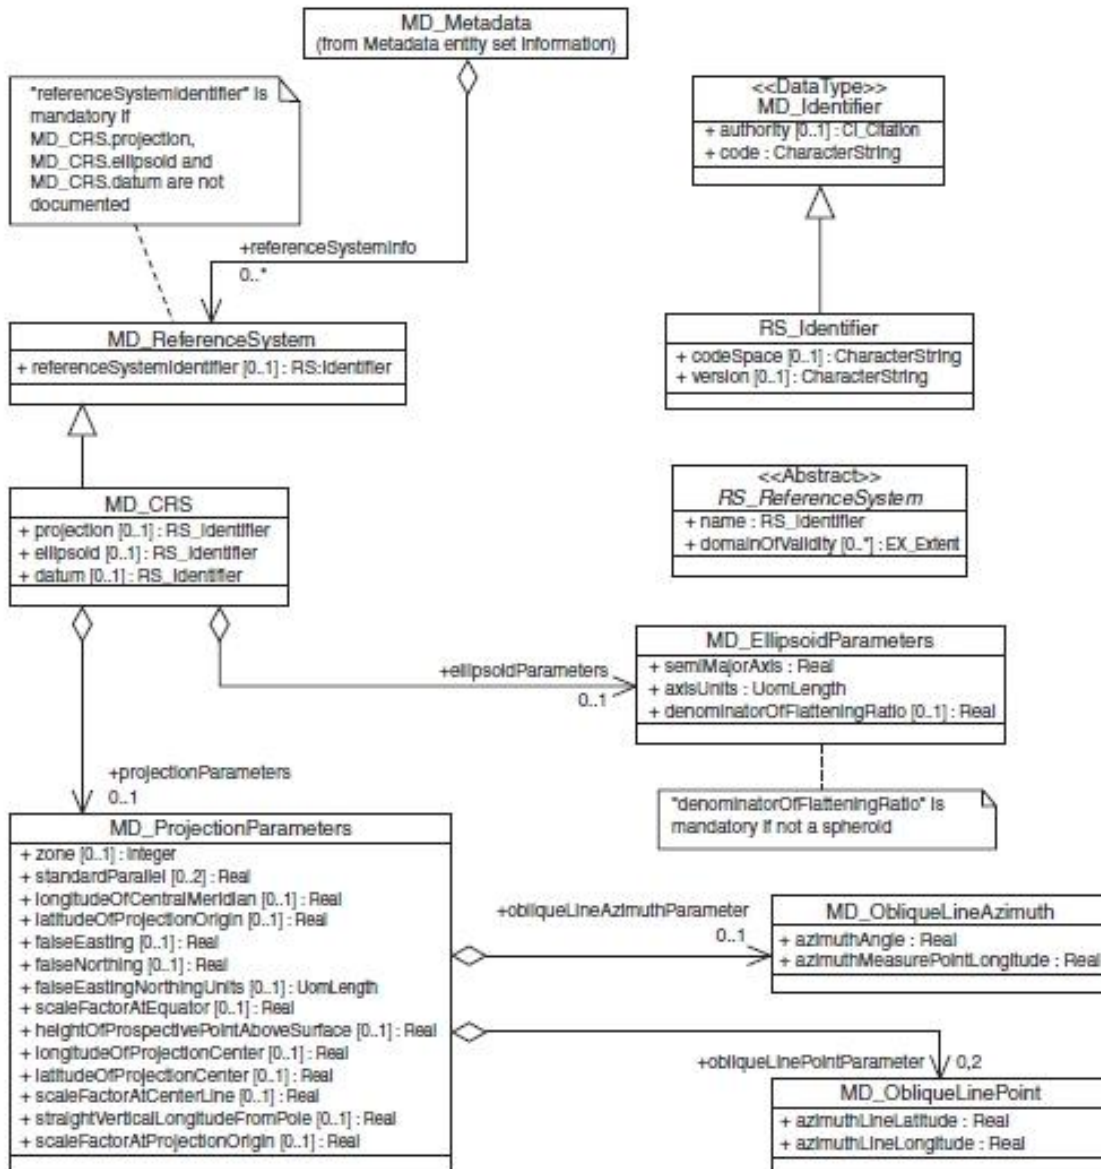 MD_Metadata
(from Metadata entity set information)
"referenceSystemIdentifier" is
mandatory if
MD_CRS.projection,
MD_CRS.ellipsoid and
MD_CRS.datum are not
documented
<<DataType>>
MD_Identifier
+ authority [0..1] : CI_Citation
+ code : CharacterString
+referenceSystemInfo
0..*
MD_ReferenceSystem
+ referenceSystemIdentifier [0..1] : RS:Identifier
RS_Identifier
+ codeSpace [0..1] : CharacterString
+ version [0..1] : CharacterString
MD_CRS
+ projection [0..1] : RS_Identifier
+ ellipsoid [0..1] : RS_Identifier
+ datum [0..1] : RS_Identifier
<<Abstract>>
RS_ReferenceSystem
+ name : RS_Identifier
+ domainOfValidity [0..*] : EX_Extent
+ellipsoidParameters
0..1
MD_EllipsoidParameters
+ semiMajorAxis : Real
+ axisUnits : UomLength
+ denominatorOfFlatteningRatio [0..1] : Real
"denominatorOfFlatteningRatio" is
mandatory if not a spheroid
+projectionParameters
0..1
MD_ProjectionParameters
+ zone [0..1] : Integer
+ standardParallel [0..2] : Real
+ longitudeOfCentralMeridian [0..1] : Real
+ latitudeOfProjectionOrigin [0..1] : Real
+ falseEasting [0..1] : Real
+ falseNorthing [0..1] : Real
+ falseEastingNorthingUnits [0..1] : UomLength
+ scaleFactorAtEquator [0..1] : Real
+ heightOfProspectivePointAboveSurface [0..1] : Real
+ longitudeOfProjectionCenter [0..1] : Real
+ latitudeOfProjectionCenter [0..1] : Real
+ scaleFactorAtCenterLine [0..1] : Real
+ straightVerticalLongitudeFromPole [0..1] : Real
+ scaleFactorAtProjectionOrigin [0..1] : Real
+obliqueLineAzimuthParameter
0..1
MD_ObliqueLineAzimuth
+ azimuthAngle : Real
+ azimuthMeasurePointLongitude : Real
+obliqueLinePointParameter
0,2
MD_ObliqueLinePoint
+ azimuthLineLatitude : Real
+ azimuthLineLongitude : Real